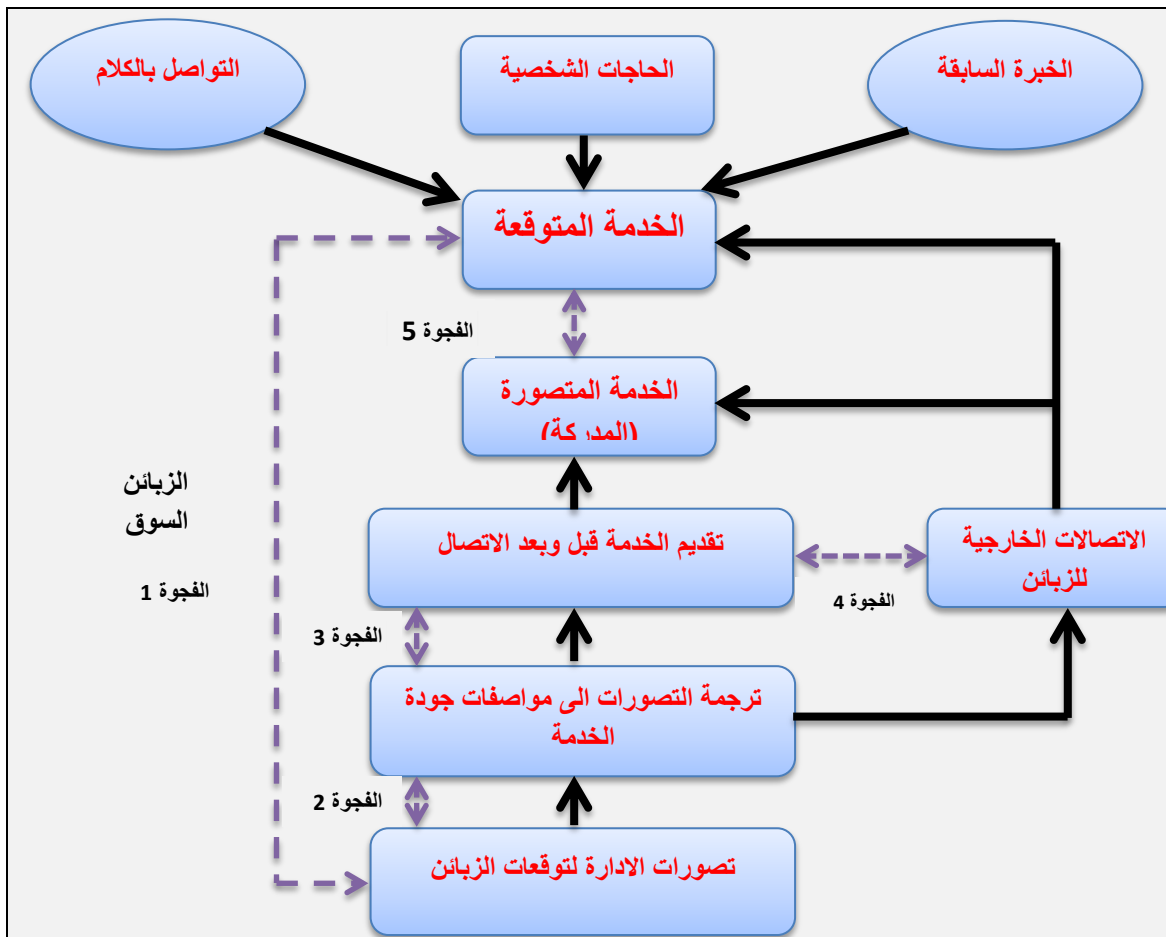 الخبرة السابقة
الحاجات الشخصية
التواصل بالكلام
الخدمة المتوقعة
الفجوة 5
الخدمة المتصورة
(المدركة)
الزبائن
السوق
الفجوة 1
تقديم الخدمة قبل وبعد الاتصال
الاتصالات الخارجية
للزبائن
الفجوة 4
الفجوة 3
ترجمة التصورات الى مواصفات جودة
الخدمة
الفجوة 2
تصورات الادارة لتوقعات الزبائن